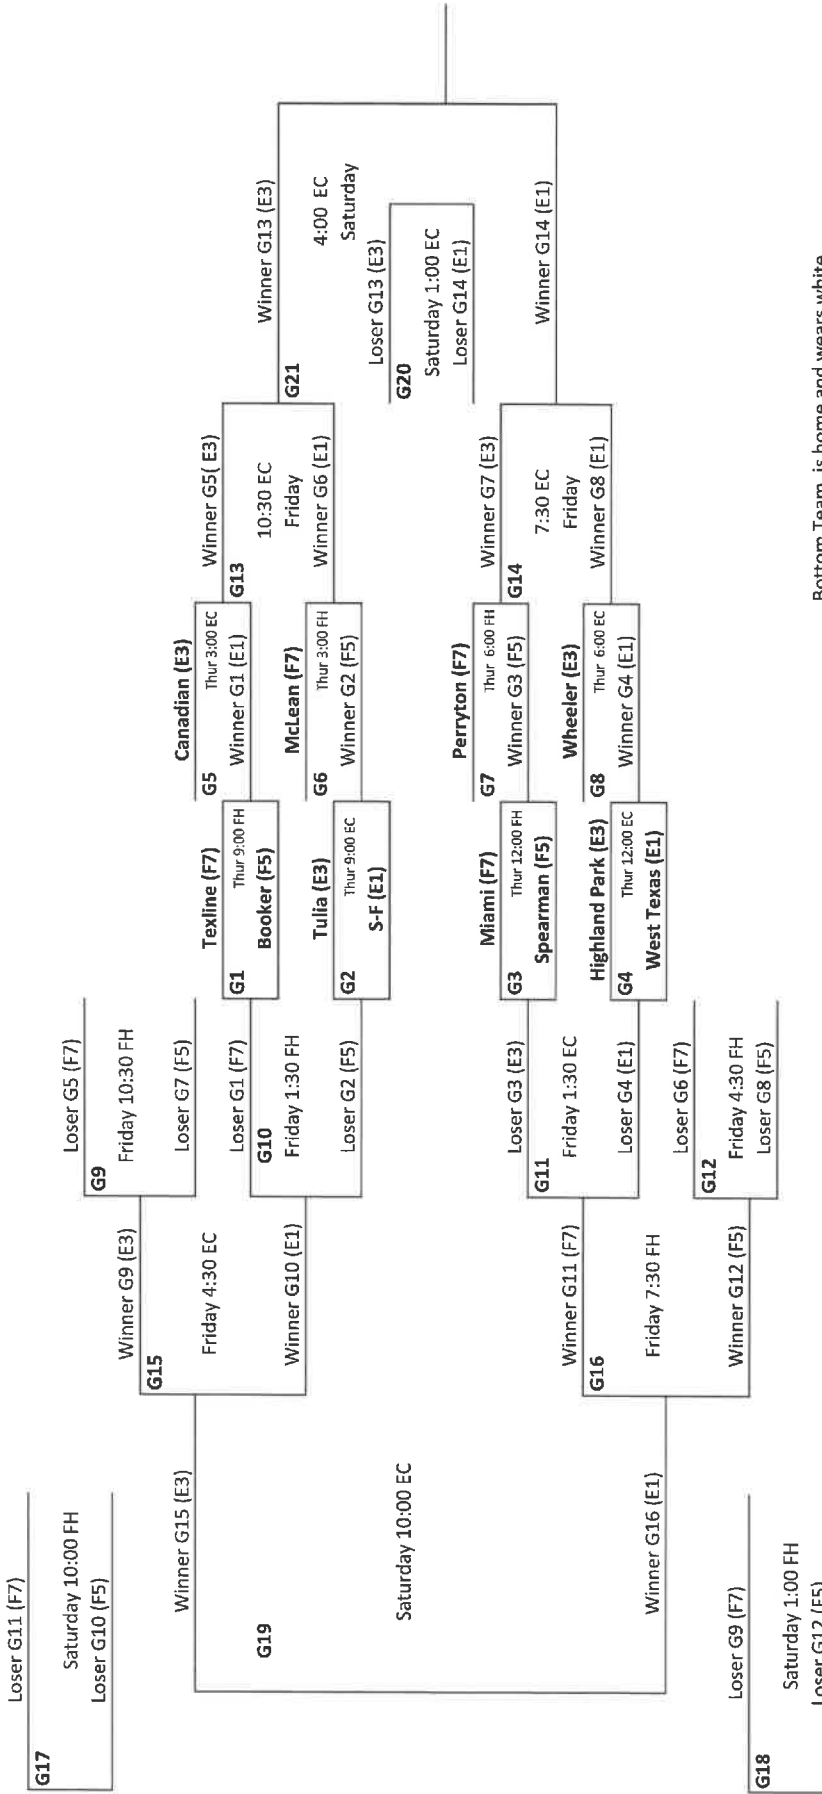 Loser G11 (F7)
G17
Saturday 10:00 FH
Loser G10 (F5)
Winner G15 (E3)
G19
Saturday 10:00 EC
Winner G16 (E1)
Loser G9 (F7)
G18
Saturday 1:00 FH
Loser G12 (F5)
Winner G9 (E3)
G15
Friday 4:30 EC
Winner G10 (E1)
Winner G11 (F7)
G16
Friday 7:30 FH
Winner G12 (F5)
Loser G5 (F7)
G9
Friday 10:30 FH
Loser G7 (F5)
Loser G1 (F7)
G10
Friday 1:30 FH
Loser G2 (F5)
Loser G3 (E3)
G11
Friday 1:30 EC
Loser G4 (E1)
Loser G6 (F7)
G12
Friday 4:30 FH
Loser G8 (F5)
Texline (F7)
G1
Thur 9:00 FH
Booker (F5)
Tulia (E3)
G2
Thur 9:00 EC
S-F (E1)
Miami (F7)
G3
Thur 12:00 FH
Spearman (F5)
Highland Park (E3)
G4
Thur 12:00 EC
West Texas (E1)
Canadian (E3)
G5
Thur 3:00 EC
Winner G1 (E1)
McLean (F7)
G6
Thur 3:00 FH
Winner G2 (F5)
Perryton (F7)
G7
Thur 6:00 FH
Winner G3 (F5)
Wheeler (E3)
G8
Thur 6:00 EC
Winner G4 (E1)
Winner G5( E3)
G13
10:30 EC
Friday
Winner G6 (E1)
Winner G7 (E3)
G14
7:30 EC
Friday
Winner G8 (E1)
Winner G13 (E3)
G21
4:00 EC
Saturday
Loser G13 (E3)
G20
Saturday 1:00 EC
Loser G14 (E1)
Winner G14 (E1)
Bottom Team is home and wears white